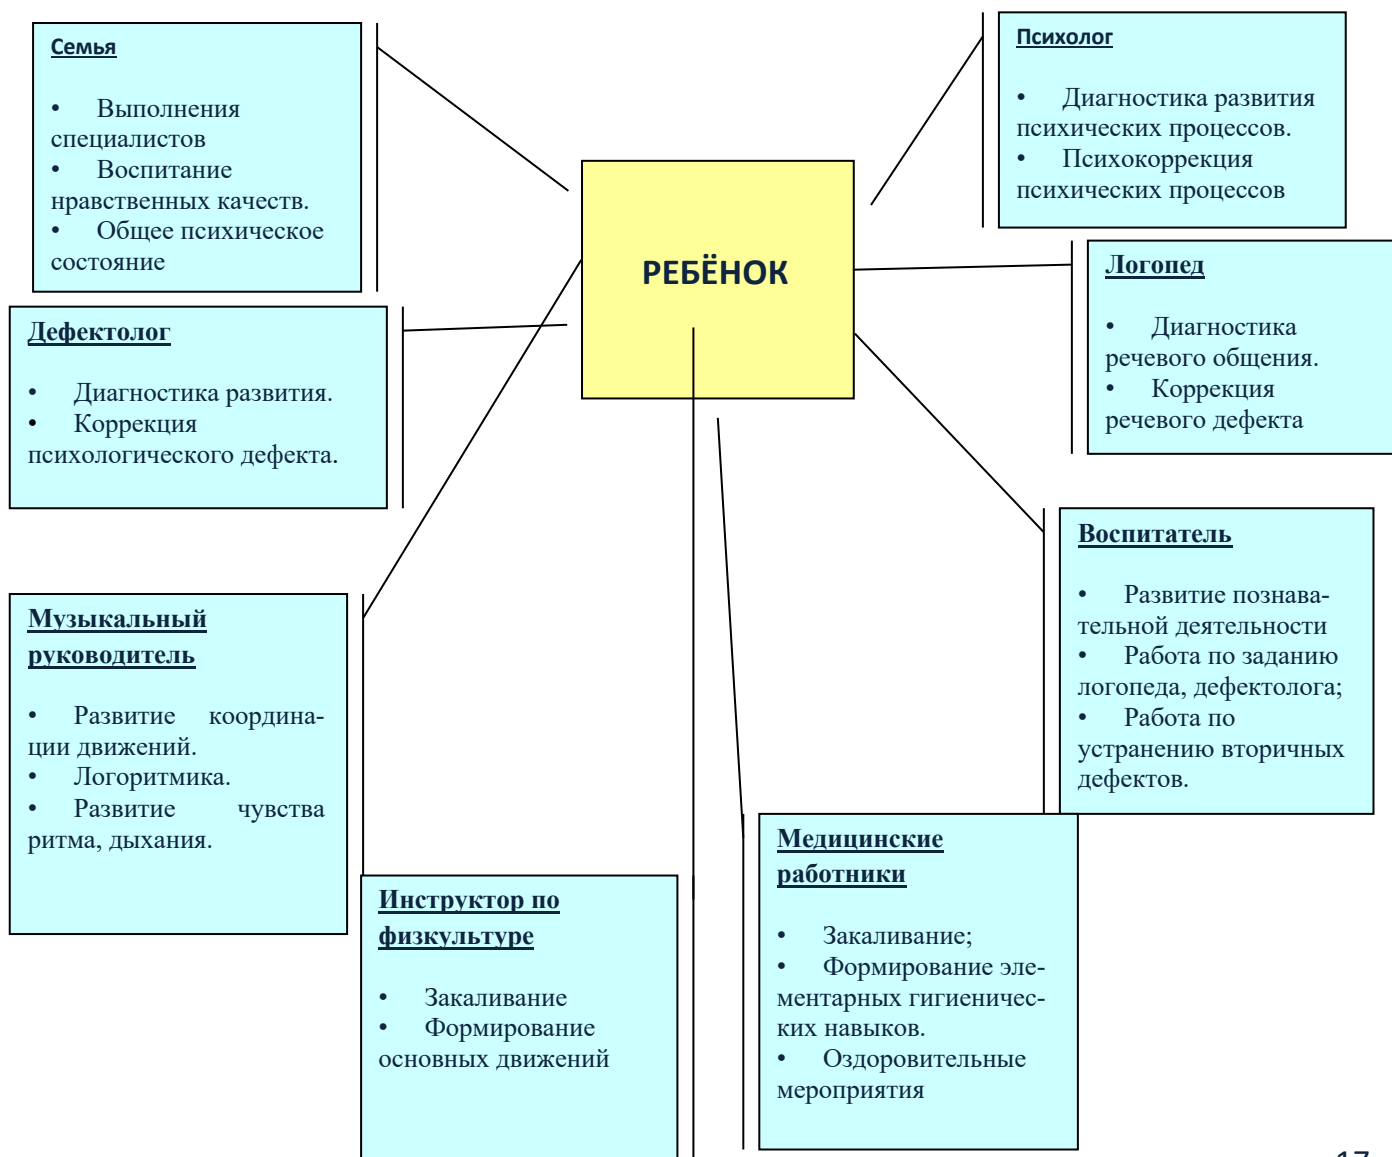 Семья
• Выполнения
специалистов
• Воспитание
нравственных качеств.
• Общее психическое
состояние
Психолог
• Диагностика развития
психических процессов.
• Психокоррекция
психических процессов
РЕБЁНОК
Логопед
• Диагностика
речевого общения.
• Коррекция
речевого дефекта
Дефектолог
• Диагностика развития.
• Коррекция
психологического дефекта.
Воспитатель
• Развитие познава-
тельной деятельности
• Работа по заданию
логопеда, дефектолога;
• Работа по
устранению вторичных
дефектов.
Музыкальный
руководитель
• Развитие координа-
ции движений.
• Логоритмика.
• Развитие чувства
ритма, дыхания.
Медицинские
работники
• Закаливание;
• Формирование эле-
ментарных гигиеничес-
ких навыков.
• Оздоровительные
мероприятия
Инструктор по
физкультуре
• Закаливание
• Формирование
основных движений
17